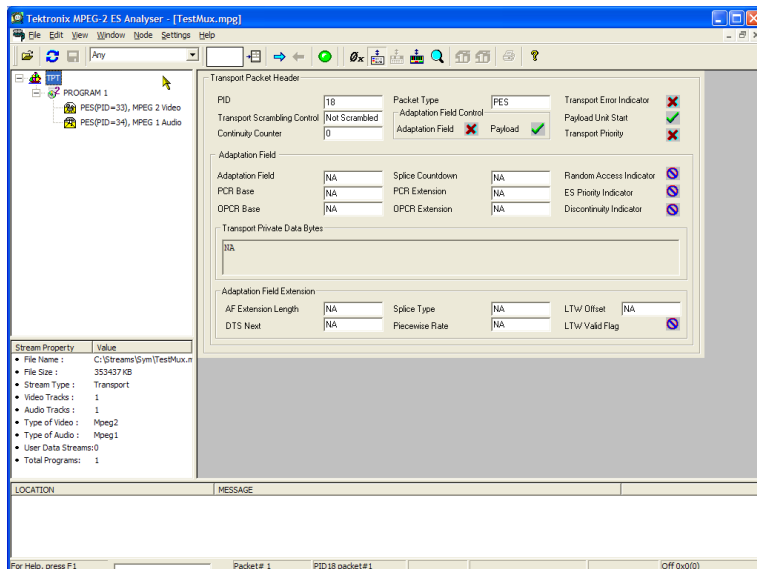 Tektronix MPEG-2 ES Analyser - [TestMux.mpg]
File Edit View Window Node Settings Help
Any
TPT
PROGRAM 1
PES(PID=33), MPEG 2 Video
PES(PID=34), MPEG 1 Audio
Transport Packet Header
PID 18 Packet Type PES Transport Error Indicator
Transport Scrambling Control Not Scrambled Adaptation Field Control Payload Unit Start
Continuity Counter 0 Adaptation Field Payload Transport Priority
Adaptation Field
Adaptation Field NA Splice Countdown NA Random Access Indicator
PCR Base NA PCR Extension NA ES Priority Indicator
OPCR Base NA OPCR Extension NA Discontinuity Indicator
Transport Private Data Bytes
NA
Adaptation Field Extension
AF Extension Length NA Splice Type NA LTW Offset NA
DTS Next NA Piecewise Rate NA LTW Valid Flag
Stream Property Value
File Name : C:\Streams\Sym\TestMux.m
File Size : 353437 KB
Stream Type : Transport
Video Tracks : 1
Audio Tracks : 1
Type of Video : Mpeg2
Type of Audio : Mpeg1
User Data Streams:0
Total Programs: 1
LOCATION MESSAGE
For Help, press F1 Packet# 1 PID18 packet#1 Off 0x0(0)